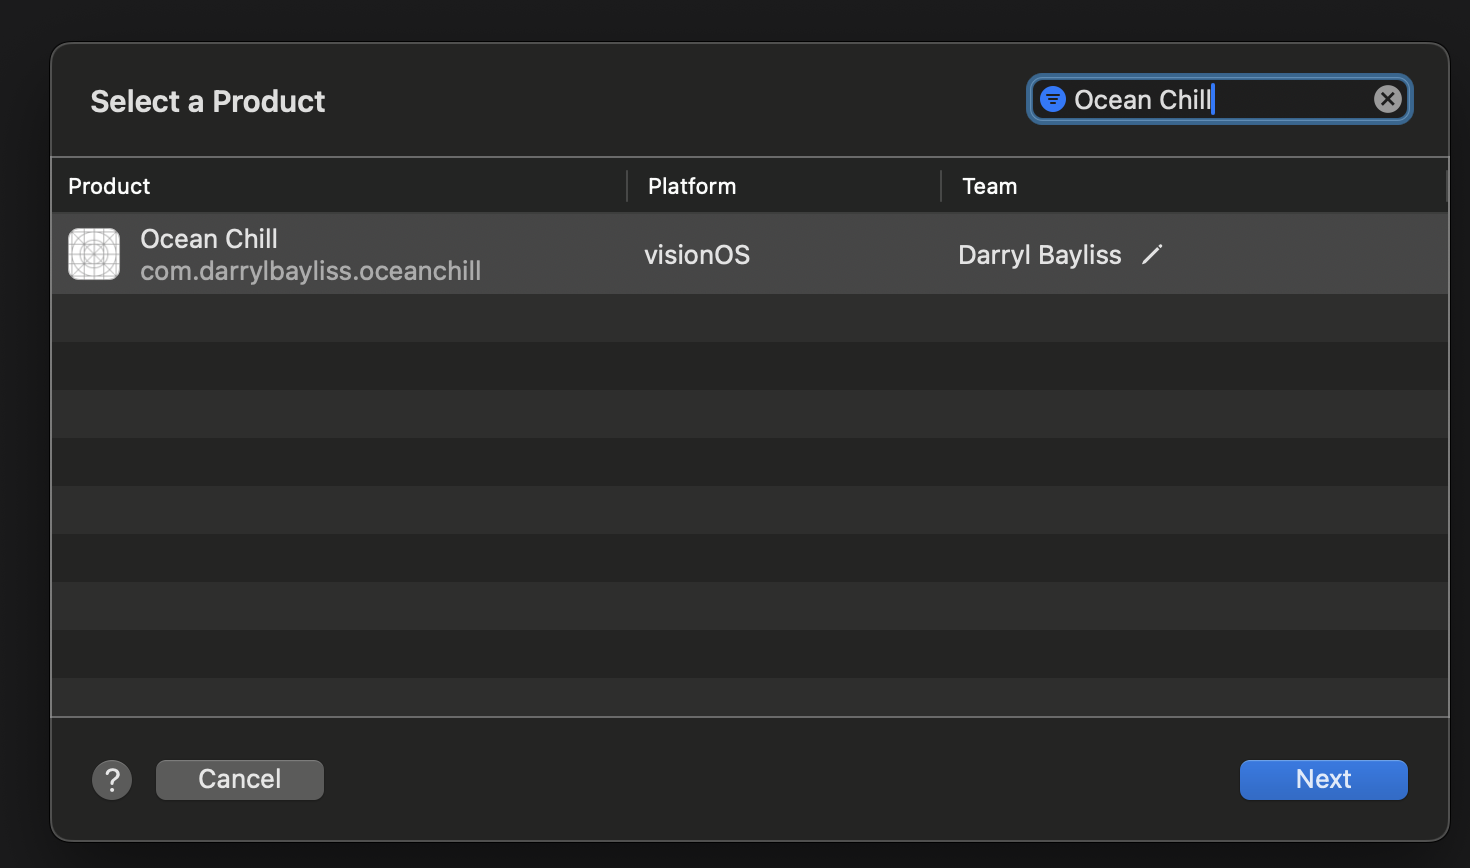 Select a Product
Ocean Chill
Product Platform Team
Ocean Chill
com.darrylbayliss.oceanchill
visionOS
Darryl Bayliss
?
Cancel
Next